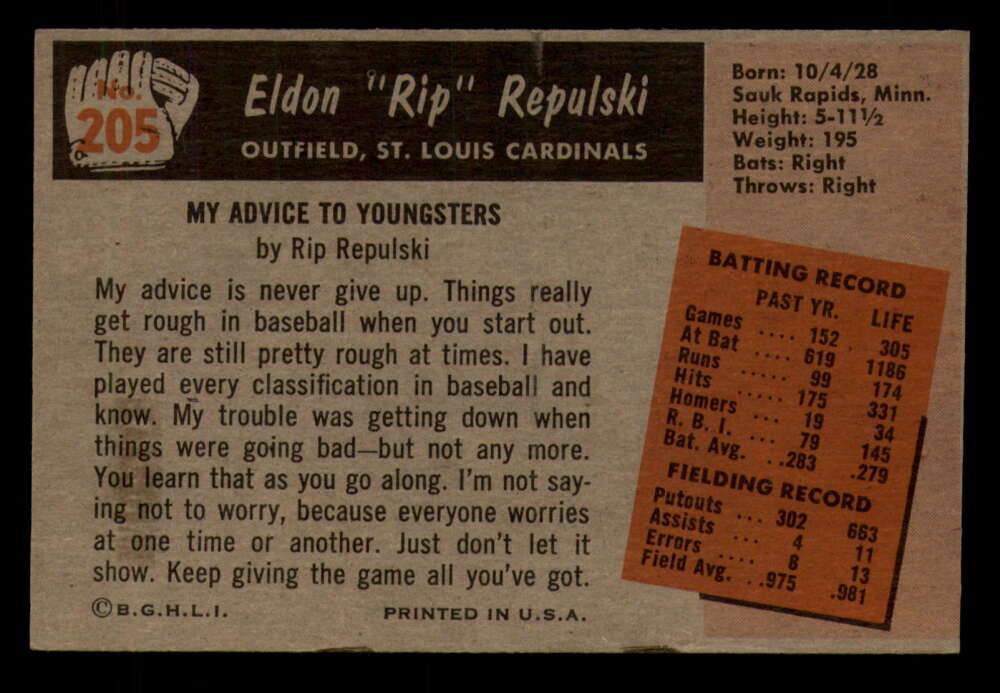 No.
205
Eldon "Rip" Repulski
OUTFIELD, ST. LOUIS CARDINALS
Born: 10/4/28
Sauk Rapids, Minn.
Height: 5-11½
Weight: 195
Bats: Right
Throws: Right
MY ADVICE TO YOUNGSTERS
by Rip Repulski
My advice is never give up. Things really
get rough in baseball when you start out.
They are still pretty rough at times. I have
played every classification in baseball and
know. My trouble was getting down when
things were going bad—but not any more.
You learn that as you go along. I'm not say-
ing not to worry, because everyone worries
at one time or another. Just don't let it
show. Keep giving the game all you've got.
©B.G.H.L.I. PRINTED IN U.S.A.
BATTING RECORD
PAST YR. LIFE
Games .... 152 305
At Bat .... 619 1186
Runs ..... 99 174
Hits ..... 175 331
Homers ... 19 34
R. B. I. ... 79 145
Bat. Avg. ..283 .279
FIELDING RECORD
Putouts ... 302 663
Assists ... 4 11
Errors .... 8 13
Field Avg. ..975 .981